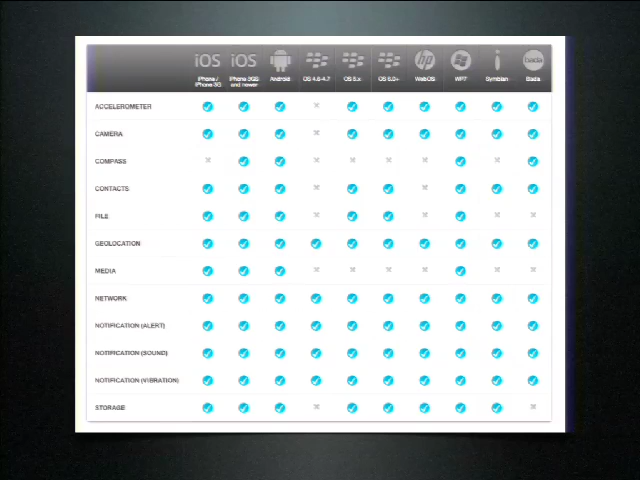 iOS iOS hp bada
iPhone / iPhone 3G iPhone 3GS and newer Android OS 4.6-4.7 OS 5.x OS 6.0+ WebOS WP7 Symbian Bada
ACCELEROMETER
CAMERA
COMPASS
CONTACTS
FILE
GEOLOCATION
MEDIA
NETWORK
NOTIFICATION (ALERT)
NOTIFICATION (SOUND)
NOTIFICATION (VIBRATION)
STORAGE